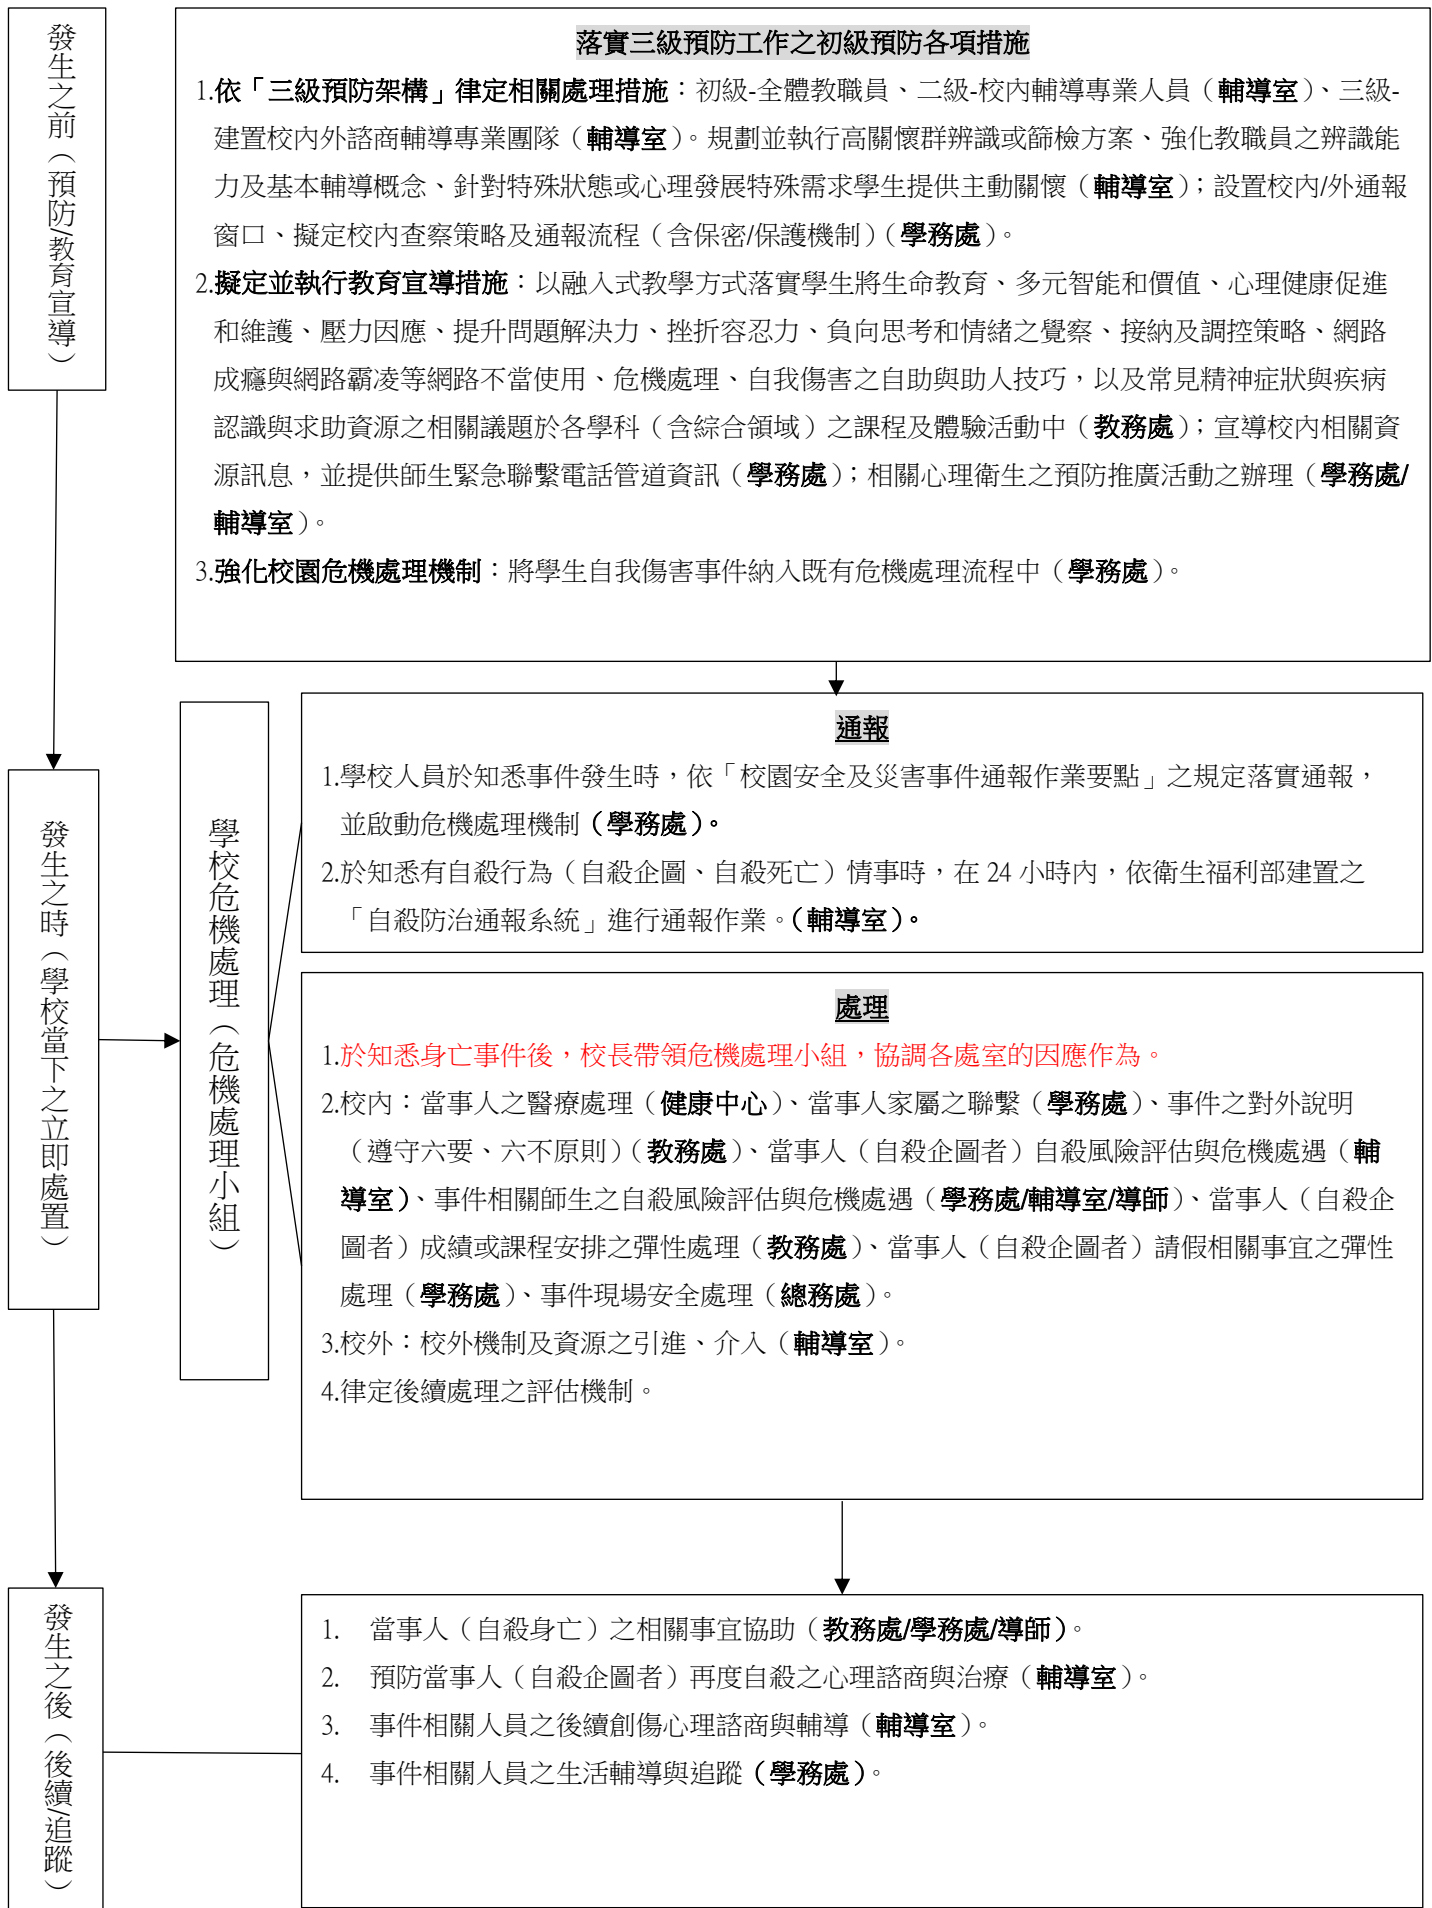 發生之前（預防/教育宣導）
落實三級預防工作之初級預防各項措施
1.依「三級預防架構」律定相關處理措施：初級-全體教職員、二級-校內輔導專業人員（輔導室）、三級-
建置校內外諮商輔導專業團隊（輔導室）。規劃並執行高關懷群辨識或篩檢方案、強化教職員之辨識能
力及基本輔導概念、針對特殊狀態或心理發展特殊需求學生提供主動關懷（輔導室）；設置校內/外通報
窗口、擬定校內查察策略及通報流程（含保密/保護機制）（學務處）。
2.擬定並執行教育宣導措施：以融入式教學方式落實學生將生命教育、多元智能和價值、心理健康促進
和維護、壓力因應、提升問題解決力、挫折容忍力、負向思考和情緒之覺察、接納及調控策略、網路
成癮與網路霸凌等網路不當使用、危機處理、自我傷害之自助與助人技巧，以及常見精神症狀與疾病
認識與求助資源之相關議題於各學科（含綜合領域）之課程及體驗活動中（教務處）；宣導校內相關資
源訊息，並提供師生緊急聯繫電話管道資訊（學務處）；相關心理衛生之預防推廣活動之辦理（學務處/
輔導室）。
3.強化校園危機處理機制：將學生自我傷害事件納入既有危機處理流程中（學務處）。
發生之時（學校當下之立即處置）
學校危機處理（危機處理小組）
通報
1.學校人員於知悉事件發生時，依「校園安全及災害事件通報作業要點」之規定落實通報，
並啟動危機處理機制（學務處）。
2.於知悉有自殺行為（自殺企圖、自殺死亡）情事時，在 24 小時內，依衛生福利部建置之
「自殺防治通報系統」進行通報作業。（輔導室）。
處理
1.於知悉身亡事件後，校長帶領危機處理小組，協調各處室的因應作為。
2.校內：當事人之醫療處理（健康中心）、當事人家屬之聯繫（學務處）、事件之對外說明
（遵守六要、六不原則）（教務處）、當事人（自殺企圖者）自殺風險評估與危機處遇（輔
導室）、事件相關師生之自殺風險評估與危機處遇（學務處/輔導室/導師）、當事人（自殺企
圖者）成績或課程安排之彈性處理（教務處）、當事人（自殺企圖者）請假相關事宜之彈性
處理（學務處）、事件現場安全處理（總務處）。
3.校外：校外機制及資源之引進、介入（輔導室）。
4.律定後續處理之評估機制。
發生之後（後續/追蹤）
1. 當事人（自殺身亡）之相關事宜協助（教務處/學務處/導師）。
2. 預防當事人（自殺企圖者）再度自殺之心理諮商與治療（輔導室）。
3. 事件相關人員之後續創傷心理諮商與輔導（輔導室）。
4. 事件相關人員之生活輔導與追蹤（學務處）。